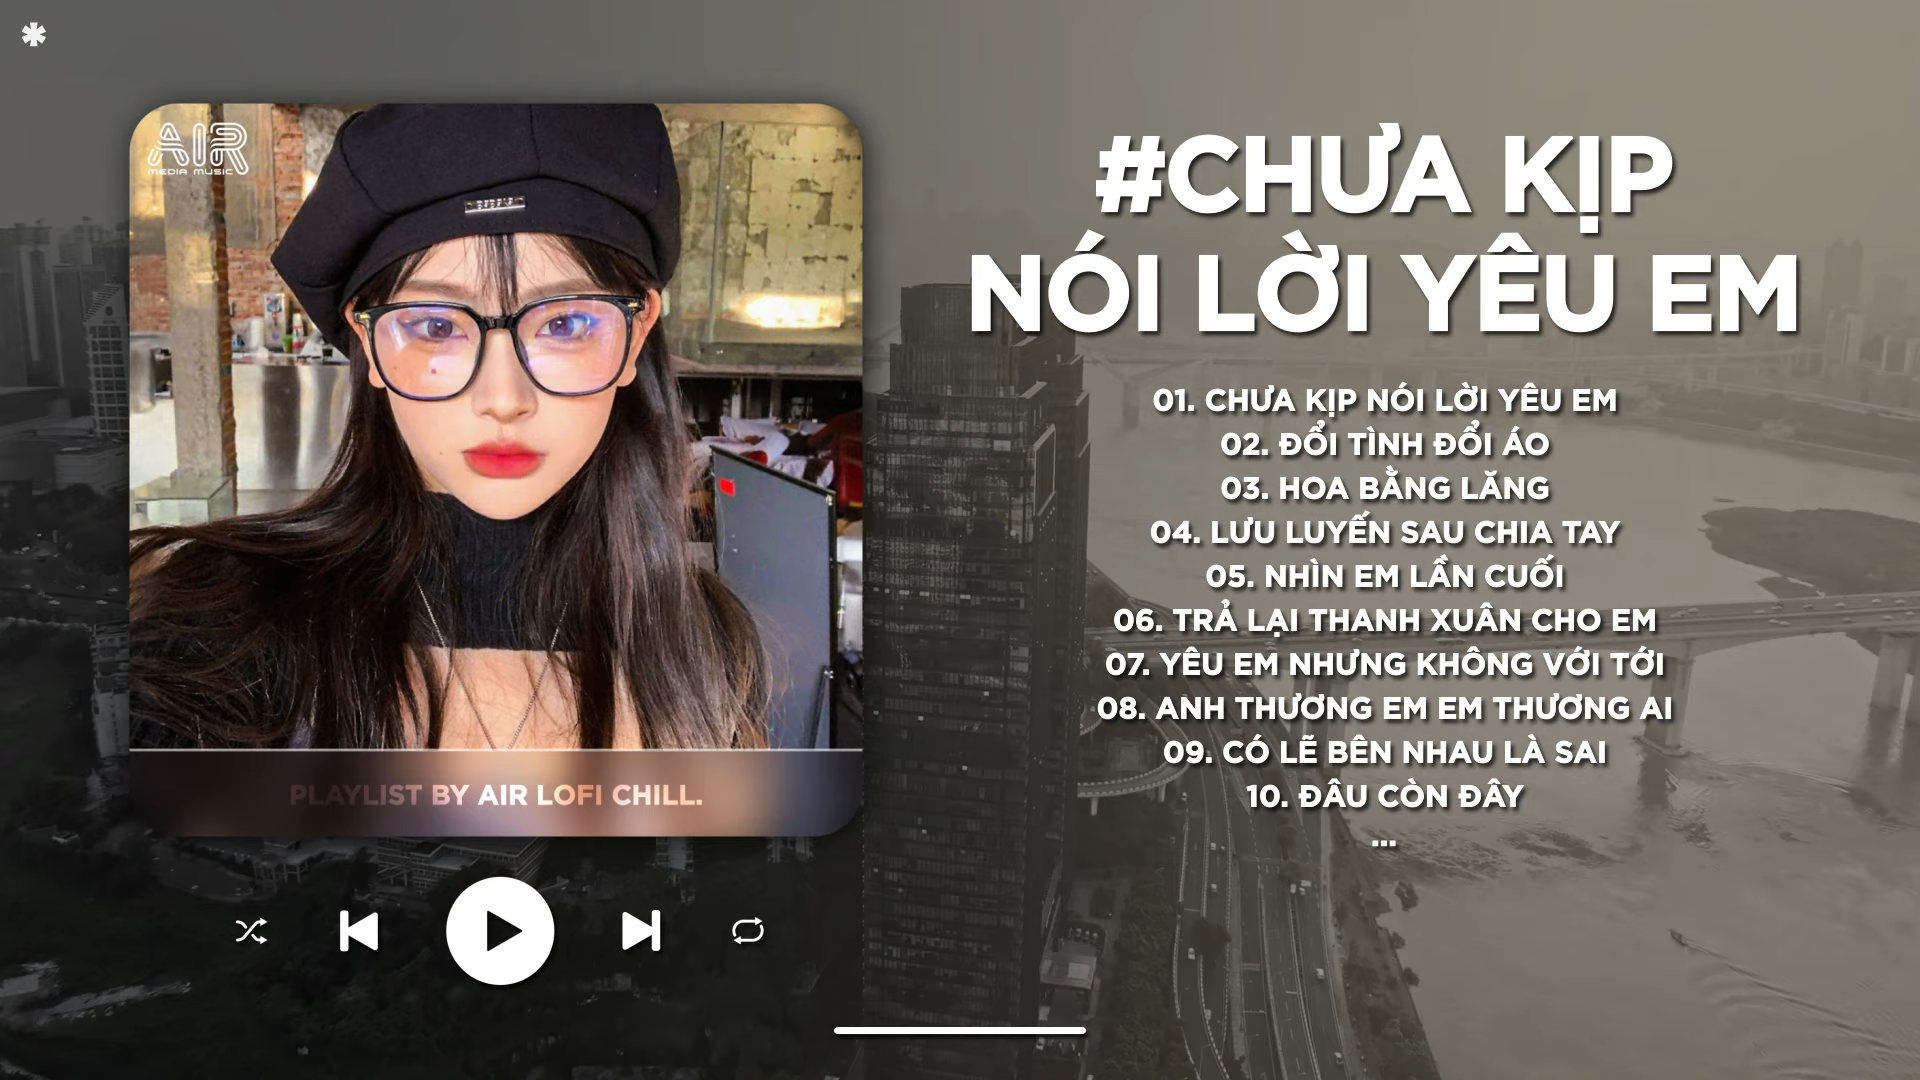 AIR
MEDIA MUSIC
#CHƯA KỊP
NÓI LỜI YÊU EM
01. CHƯA KỊP NÓI LỜI YÊU EM
02. ĐỔI TÌNH ĐỔI ÁO
03. HOA BẰNG LĂNG
04. LƯU LUYẾN SAU CHIA TAY
05. NHÌN EM LẦN CUỐI
06. TRẢ LẠI THANH XUÂN CHO EM
07. YÊU EM NHƯNG KHÔNG VỚI TỚI
08. ANH THƯƠNG EM EM THƯƠNG AI
09. CÓ LẼ BÊN NHAU LÀ SAI
10. ĐÂU CÒN ĐÂY
...
PLAYLIST BY AIR LOFI CHILL.